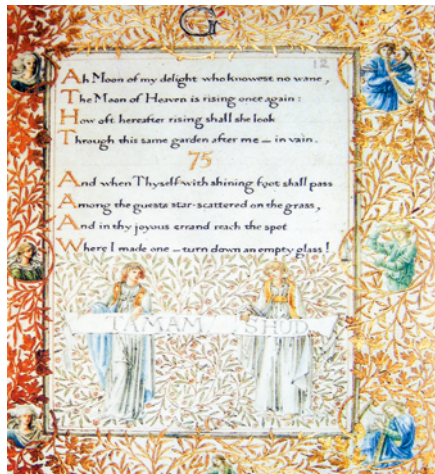 G
12
Ah Moon of my delight who knowest no wane,
The Moon of Heaven is rising once again:
How oft hereafter rising shall she look
Through this same garden after me — in vain.
75
And when Thyself with shining foot shall pass
Among the guests star-scattered on the grass,
And in thy joyous errand reach the spot
Where I made one — turn down an empty glass!
TAMAM SHUD